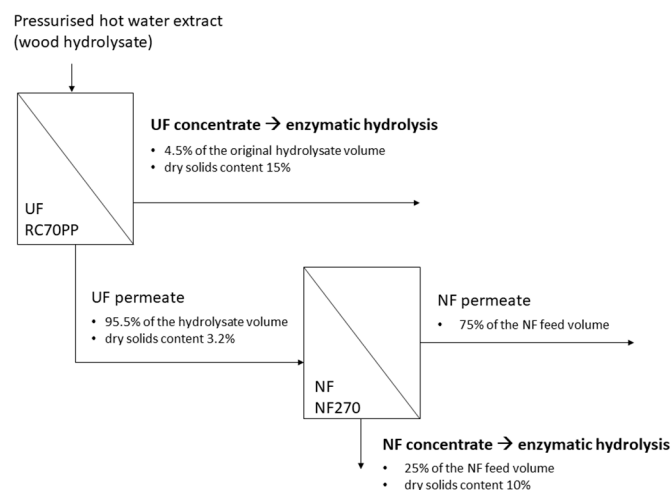 Pressurised hot water extract
(wood hydrolysate)
UF concentrate → enzymatic hydrolysis
• 4.5% of the original hydrolysate volume
• dry solids content 15%
UF
RC70PP
UF permeate
• 95.5% of the hydrolysate volume
• dry solids content 3.2%
NF permeate
• 75% of the NF feed volume
NF
NF270
NF concentrate → enzymatic hydrolysis
• 25% of the NF feed volume
• dry solids content 10%